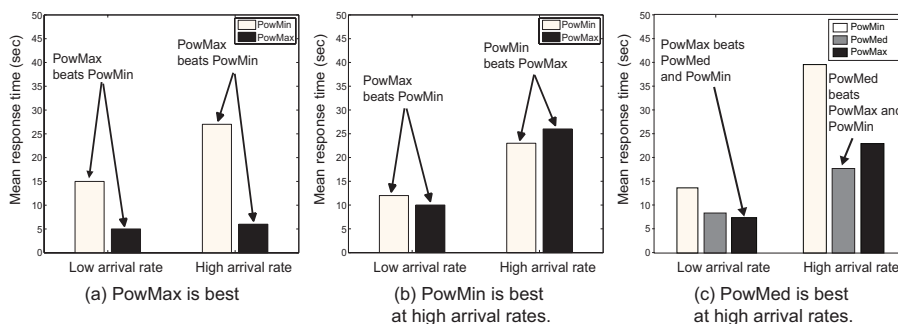 Mean response time (sec)
50
45
40
35
30
25
20
15
10
5
0
PowMin
PowMax
PowMax
beats PowMin
PowMax
beats PowMin
Low arrival rate
High arrival rate
(a) PowMax is best
Mean response time (sec)
50
45
40
35
30
25
20
15
10
5
0
PowMin
PowMax
PowMax
beats PowMin
PowMin
beats PowMax
Low arrival rate
High arrival rate
(b) PowMin is best
at high arrival rates.
Mean response time (sec)
50
45
40
35
30
25
20
15
10
5
0
PowMin
PowMed
PowMax
PowMax beats
PowMed
and PowMin
PowMed
beats
PowMax and
PowMin
Low arrival rate
High arrival rate
(c) PowMed is best
at high arrival rates.